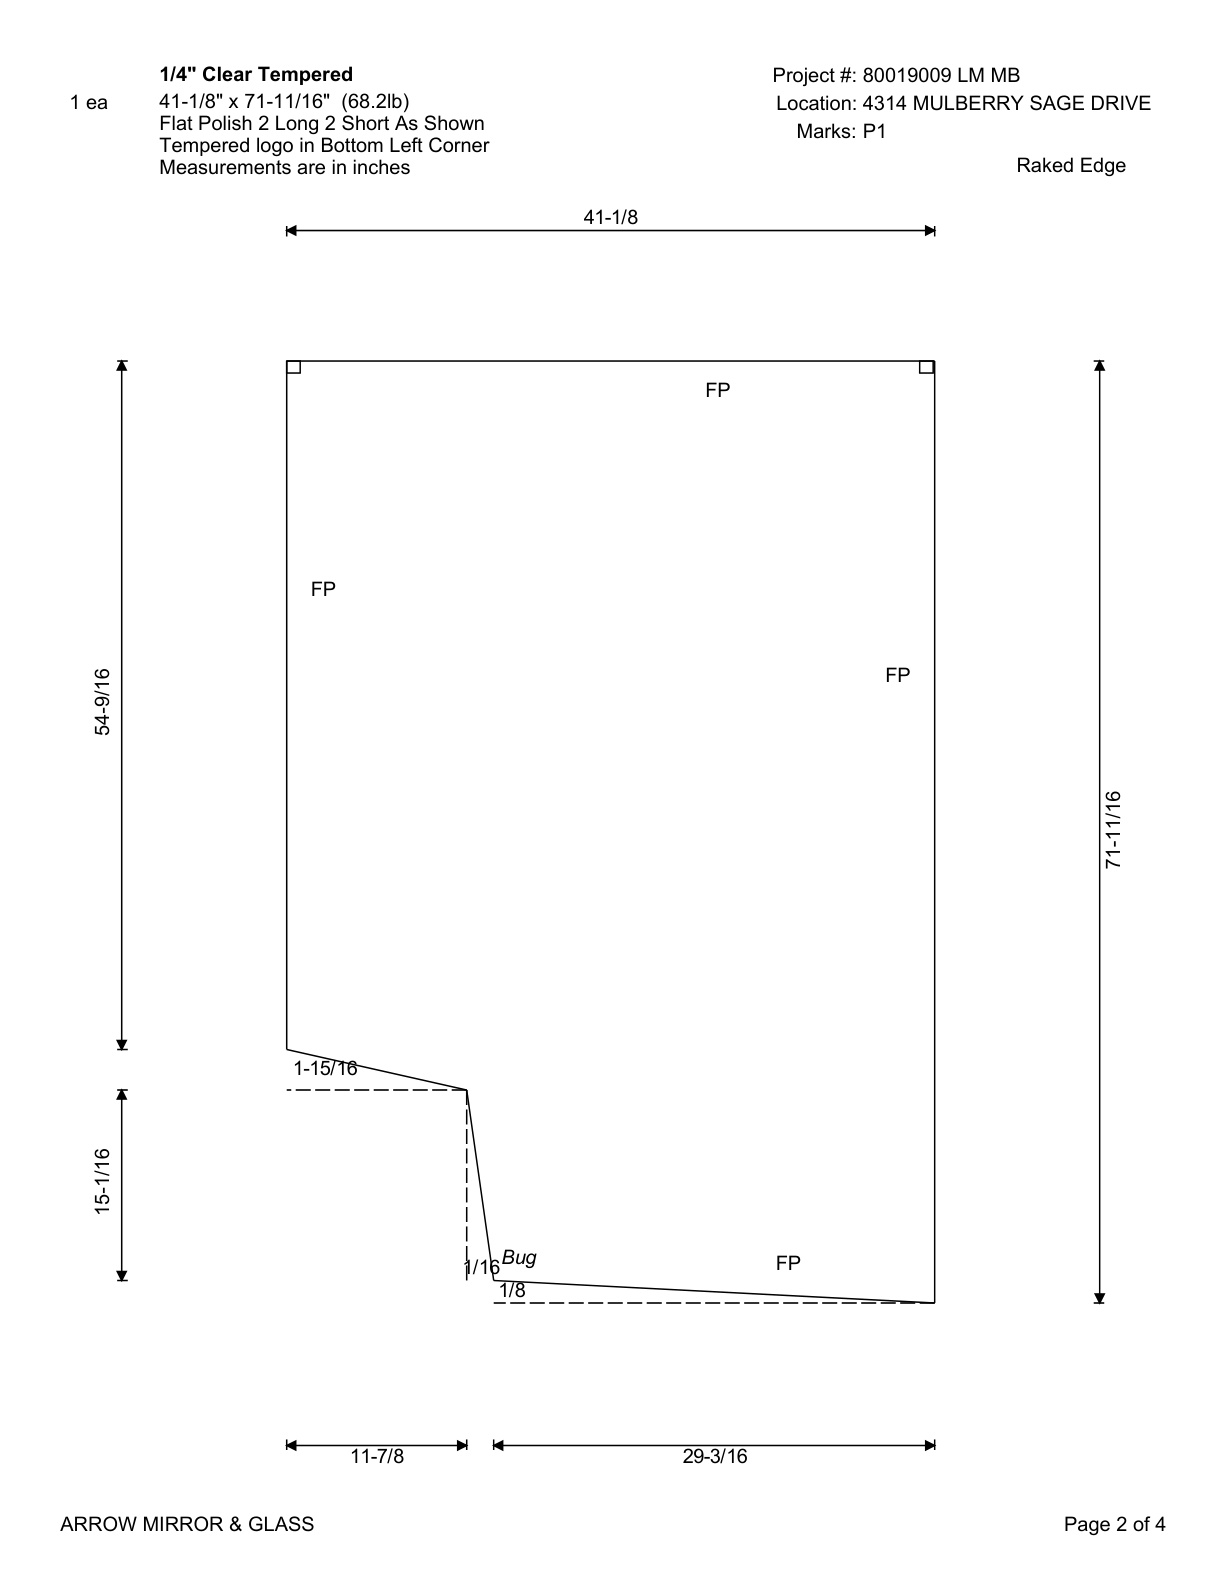 1/4" Clear Tempered
Project #: 80019009 LM MB
1 ea
41-1/8" x 71-11/16" (68.2lb)
Location: 4314 MULBERRY SAGE DRIVE
Flat Polish 2 Long 2 Short As Shown
Marks: P1
Tempered logo in Bottom Left Corner
Measurements are in inches
Raked Edge
41-1/8
FP
FP
FP
54-9/16
71-11/16
1-15/16
15-1/16
Bug
1/16
FP
1/8
11-7/8
29-3/16
ARROW MIRROR & GLASS
Page 2 of 4